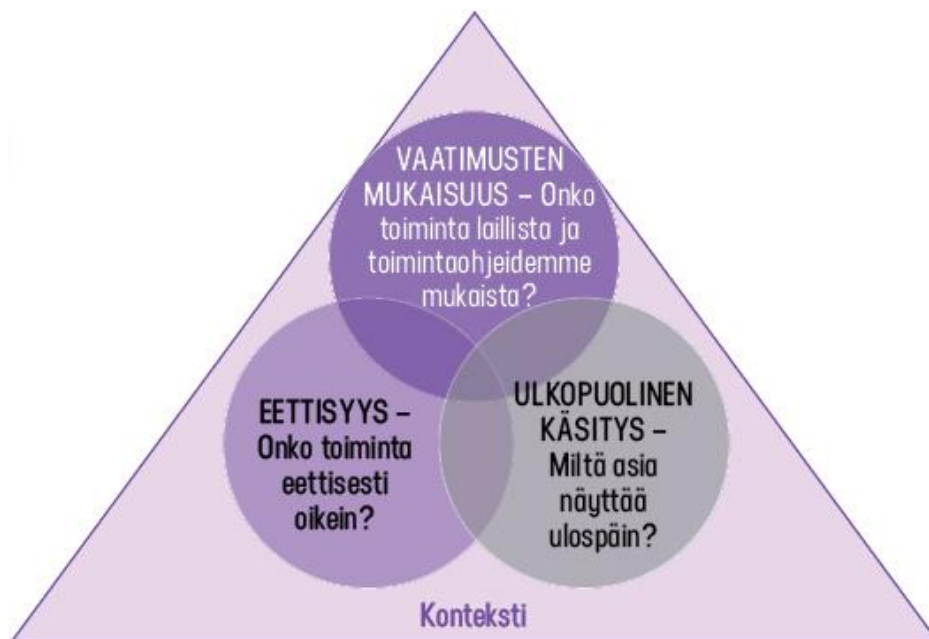 VAATIMUSTEN
MUKAISUUS – Onko
toiminta laillista ja
toimintaohjeidemme
mukaista?
EETTISYYS –
Onko toiminta
eettisesti
oikein?
ULKOPUOLINEN
KÄSITYS –
Miltä asia
näyttää
ulospäin?
Konteksti